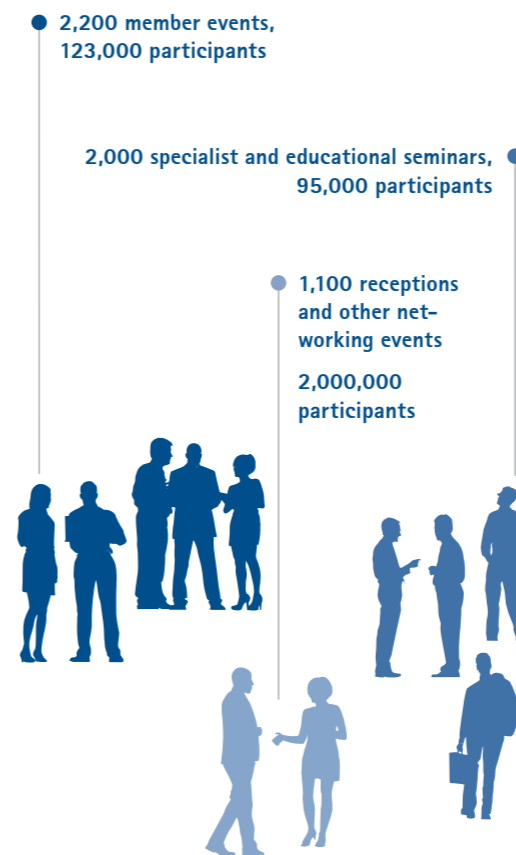 2,200 member events,
123,000 participants
2,000 specialist and educational seminars,
95,000 participants
1,100 receptions
and other net-
working events
2,000,000
participants